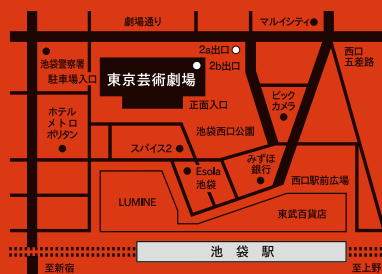 劇場通り
マルイシティ
2a出口
池袋警察署
西口
五差路
2b出口
駐車場入口
東京芸術劇場
ビック
カメラ
正面入口
ホテル
メトロ
ポリタン
池袋西口公園
スパイス2
みずほ
銀行
Esola
池袋
西口駅前広場
LUMINE
東武百貨店
池袋駅
至新宿
至上野